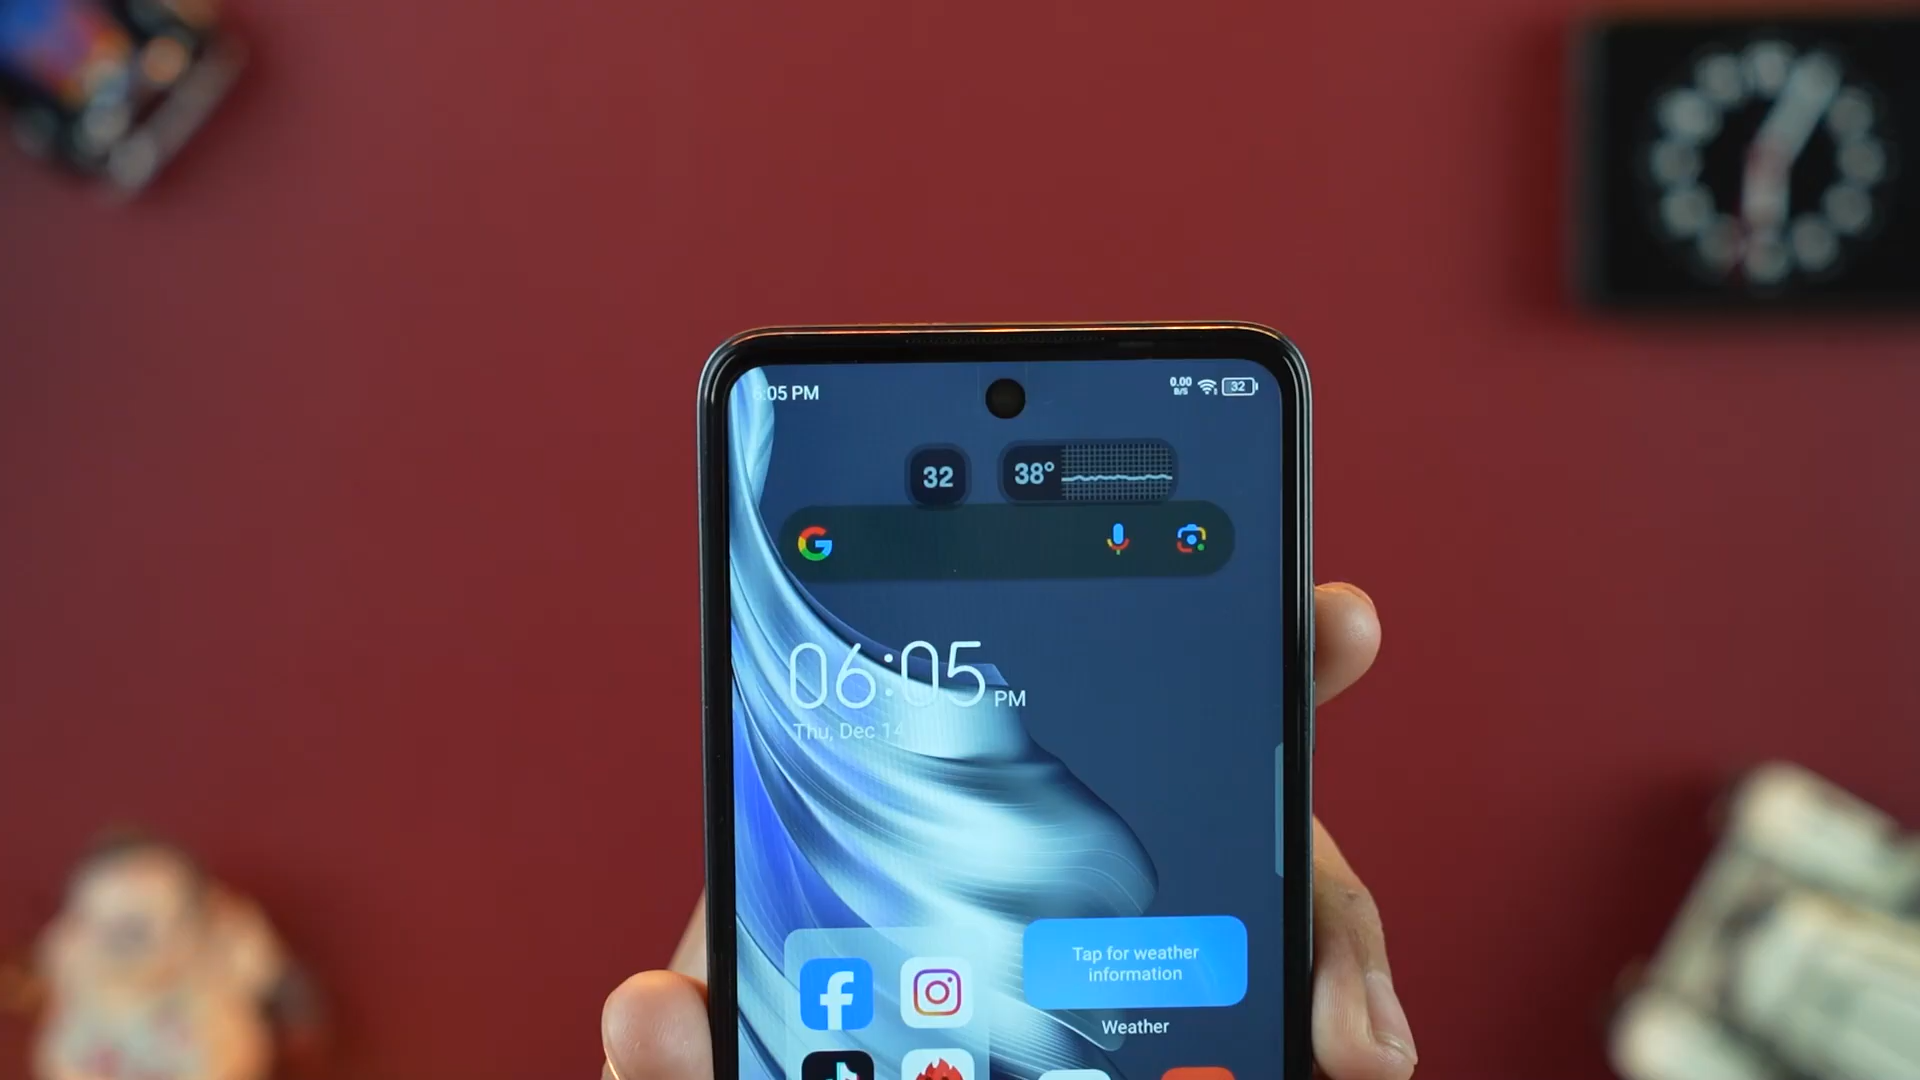 :05 PM
0.00
B/S
32
32
38°
06:05 PM
Thu, Dec 14
Tap for weather
information
Weather